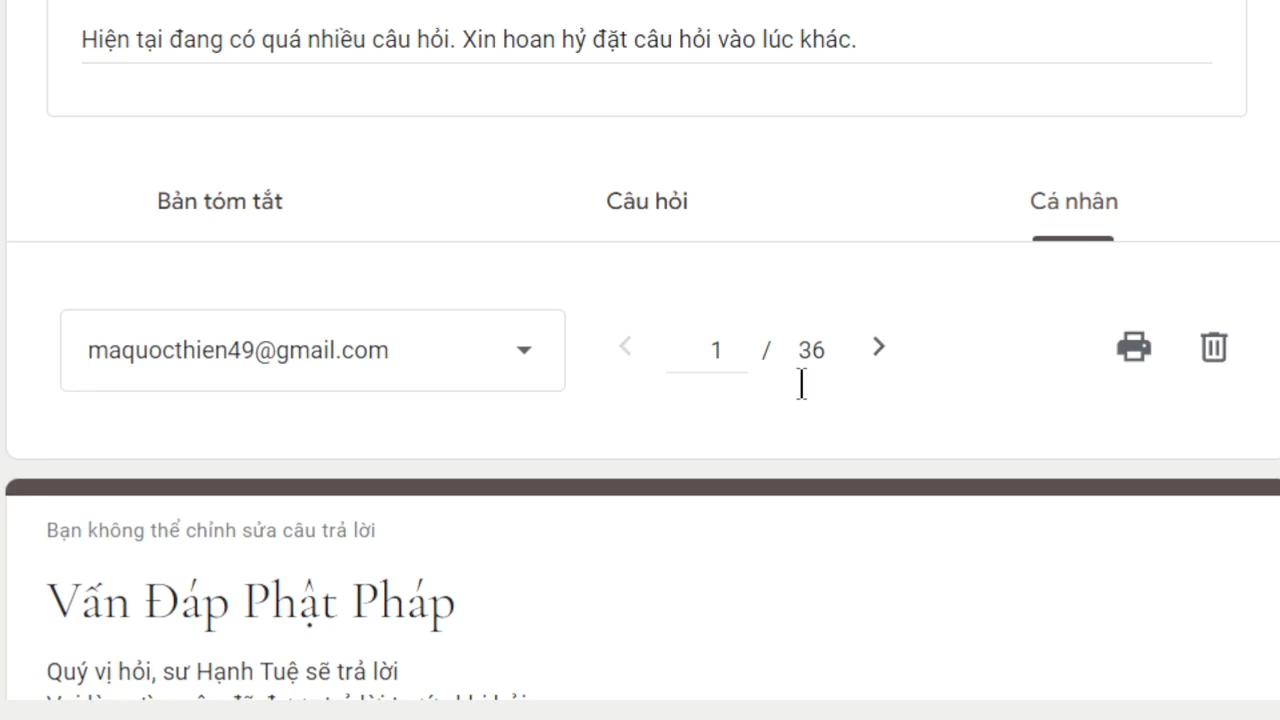 Hiện tại đang có quá nhiều câu hỏi. Xin hoan hỷ đặt câu hỏi vào lúc khác.
Bản tóm tắt Câu hỏi Cá nhân
maquocthien49@gmail.com 1 / 36
Bạn không thể chỉnh sửa câu trả lời
Vấn Đáp Phật Pháp
Quý vị hỏi, sư Hạnh Tuệ sẽ trả lời